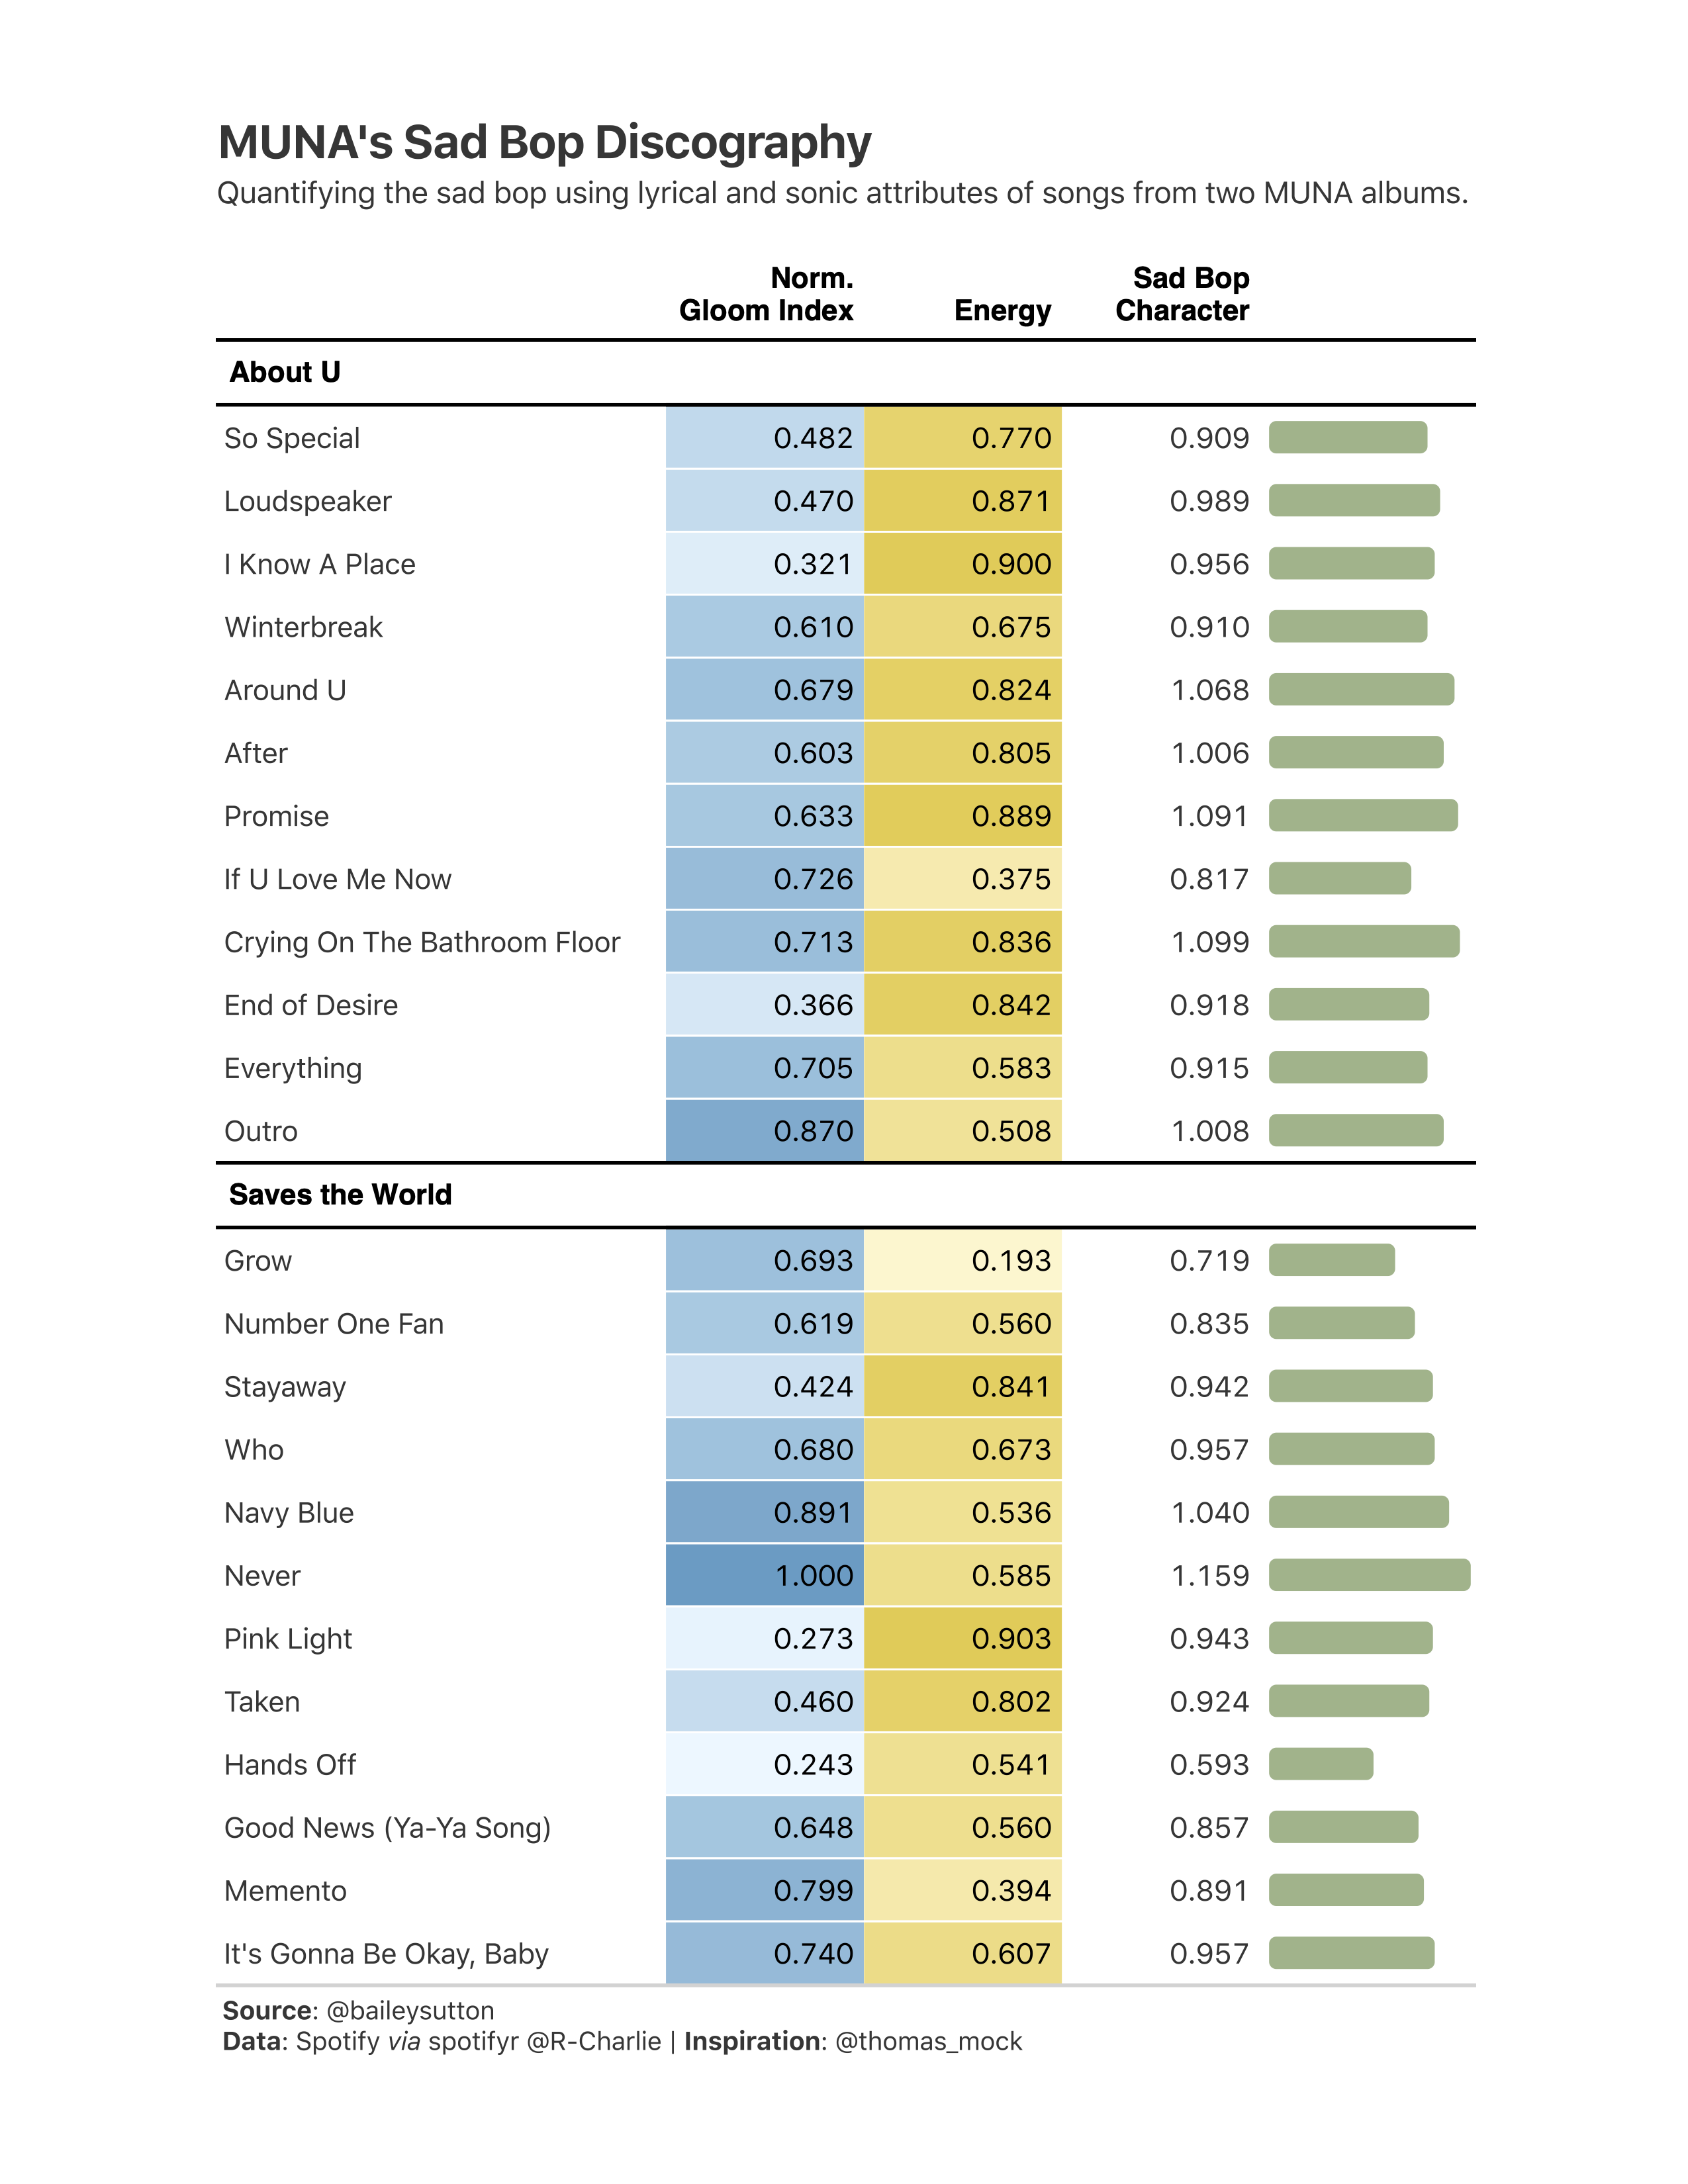 MUNA's Sad Bop Discography
Quantifying the sad bop using lyrical and sonic attributes of songs from two MUNA albums.
Norm. Sad Bop
Gloom Index Energy Character
About U
So Special 0.482 0.770 0.909
Loudspeaker 0.470 0.871 0.989
I Know A Place 0.321 0.900 0.956
Winterbreak 0.610 0.675 0.910
Around U 0.679 0.824 1.068
After 0.603 0.805 1.006
Promise 0.633 0.889 1.091
If U Love Me Now 0.726 0.375 0.817
Crying On The Bathroom Floor 0.713 0.836 1.099
End of Desire 0.366 0.842 0.918
Everything 0.705 0.583 0.915
Outro 0.870 0.508 1.008
Saves the World
Grow 0.693 0.193 0.719
Number One Fan 0.619 0.560 0.835
Stayaway 0.424 0.841 0.942
Who 0.680 0.673 0.957
Navy Blue 0.891 0.536 1.040
Never 1.000 0.585 1.159
Pink Light 0.273 0.903 0.943
Taken 0.460 0.802 0.924
Hands Off 0.243 0.541 0.593
Good News (Ya-Ya Song) 0.648 0.560 0.857
Memento 0.799 0.394 0.891
It's Gonna Be Okay, Baby 0.740 0.607 0.957
Source: @baileysutton
Data: Spotify via spotifyr @R-Charlie | Inspiration: @thomas_mock